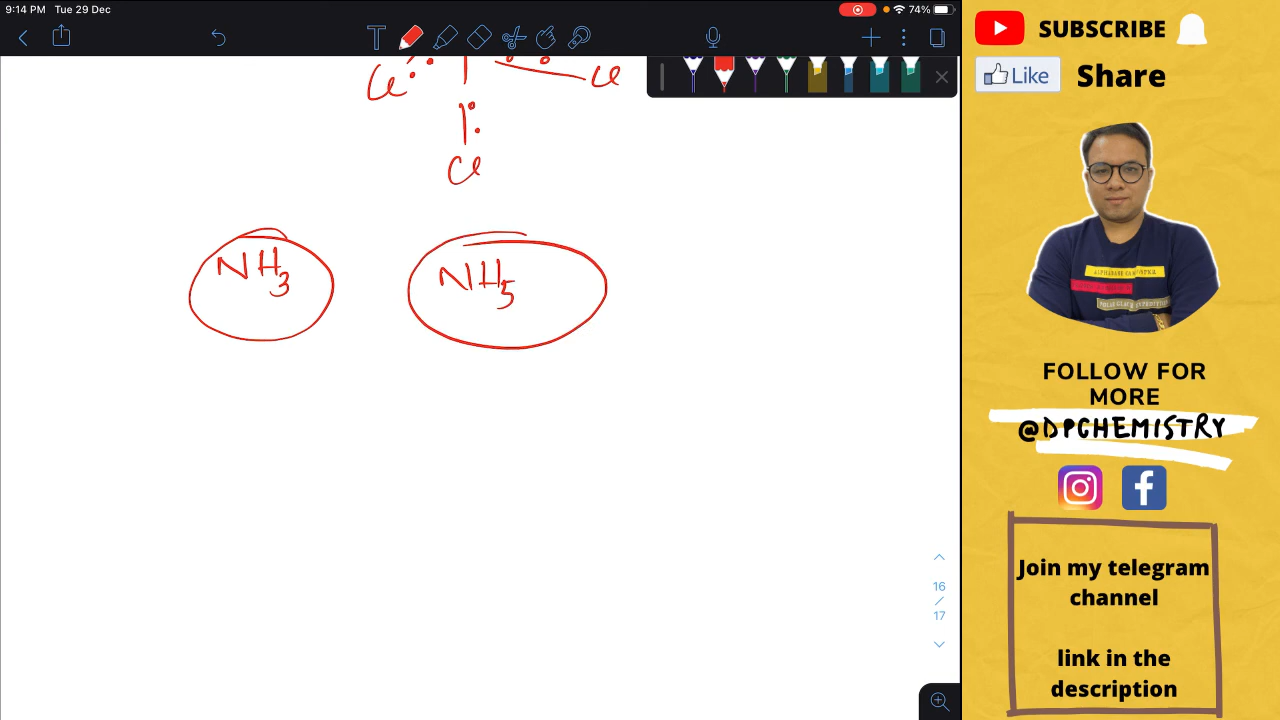 9:14 PM Tue 29 Dec
74%
Cl
Cl
Cl
NH3
NH5
16
/
17
SUBSCRIBE
Like
Share
FOLLOW FOR
MORE
@DPCHEMISTRY
Join my telegram
channel
link in the
description